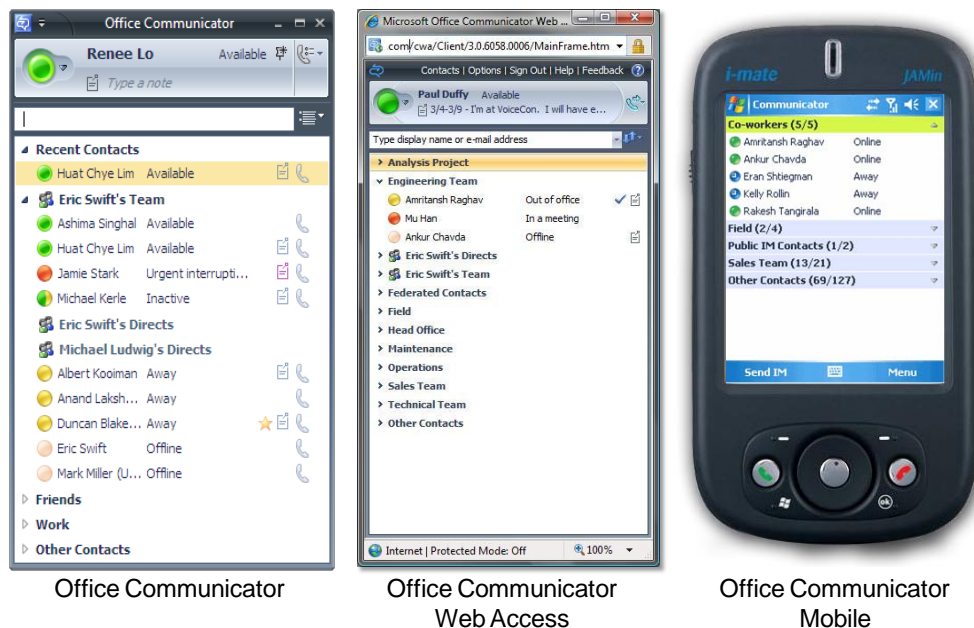 Office Communicator
Renee Lo Available
Type a note
Recent Contacts
Huat Chye Lim Available
Eric Swift's Team
Ashima Singhal Available
Huat Chye Lim Available
Jamie Stark Urgent interrupti...
Michael Kerle Inactive
Eric Swift's Directs
Michael Ludwig's Directs
Albert Kooiman Away
Anand Laksh... Away
Duncan Blake... Away
Eric Swift Offline
Mark Miller (U... Offline
Friends
Work
Other Contacts
Office Communicator
Microsoft Office Communicator Web ...
com/cwa/Client/3.0.6058.0006/MainFrame.htm
Contacts | Options | Sign Out | Help | Feedback
Paul Duffy Available
3/4-3/9 - I'm at VoiceCon. I will have e...
Type display name or e-mail address
Analysis Project
Engineering Team
Amritansh Raghav Out of office
Mu Han In a meeting
Ankur Chavda Offline
Eric Swift's Directs
Eric Swift's Team
Federated Contacts
Field
Head Office
Maintenance
Operations
Sales Team
Technical Team
Other Contacts
Internet | Protected Mode: Off 100%
Office Communicator
Web Access
i-mate JAMin
Communicator
Co-workers (5/5)
Amritansh Raghav Online
Ankur Chavda Online
Eran Shtiegman Away
Kelly Rollin Away
Rakesh Tangirala Online
Field (2/4)
Public IM Contacts (1/2)
Sales Team (13/21)
Other Contacts (69/127)
Send IM Menu
ok
Office Communicator
Mobile